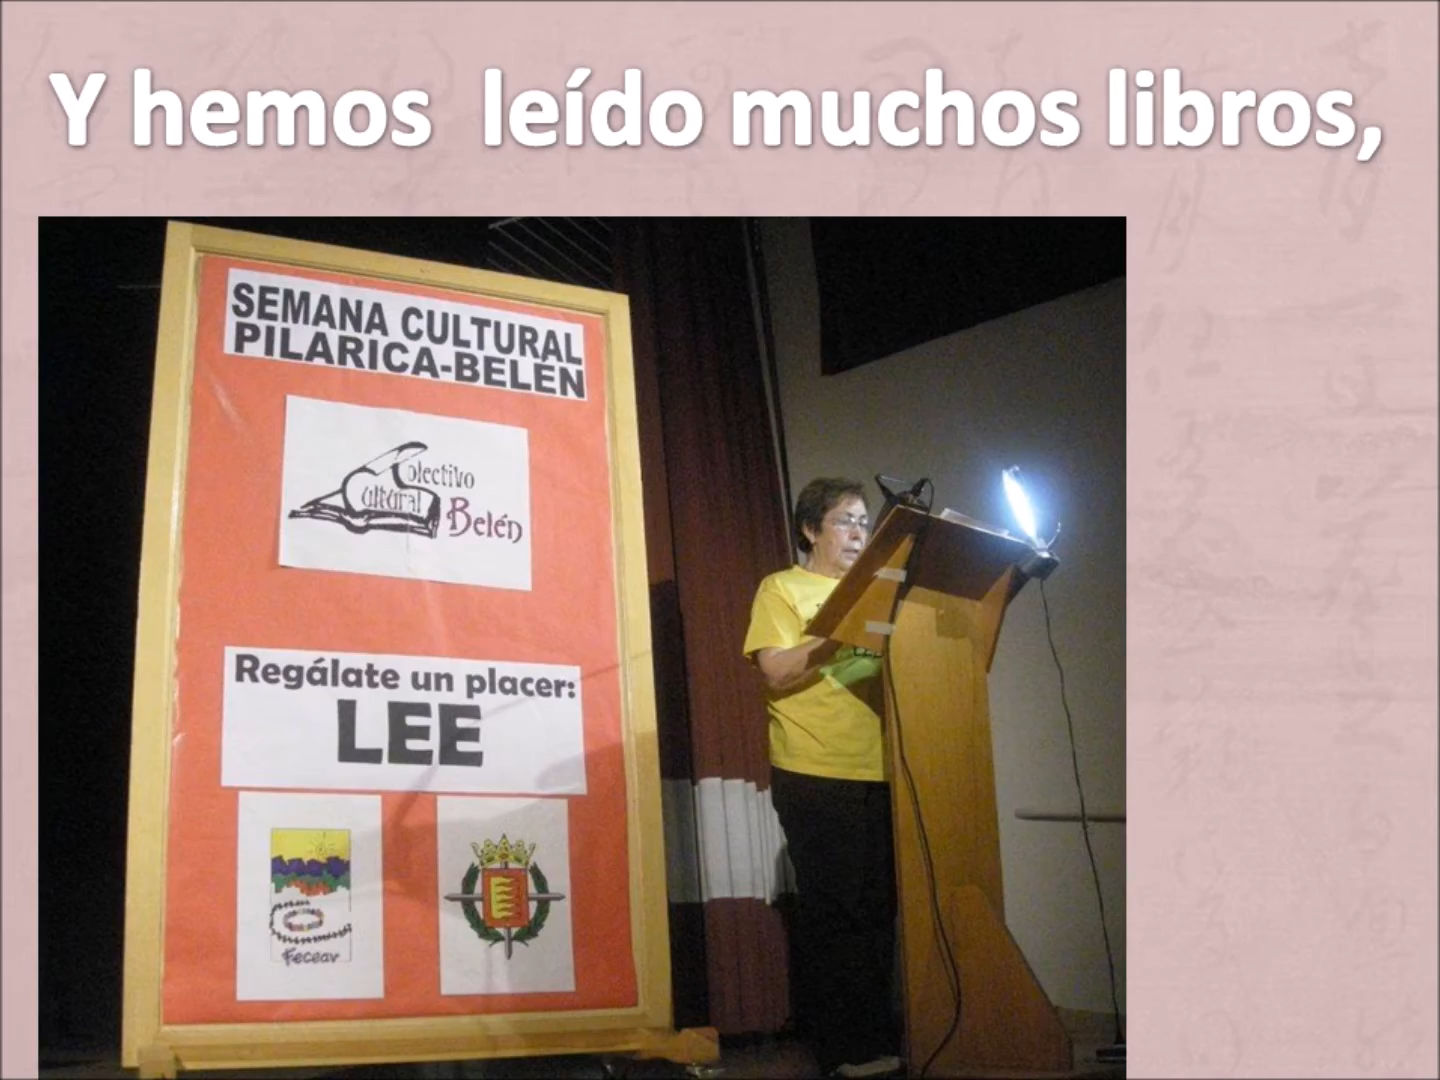 Y hemos  leído muchos libros,
SEMANA CULTURAL
PILARICA-BELÉN
Colectivo
Cultural
Belén
Regálate un placer:
LEE
Feceav